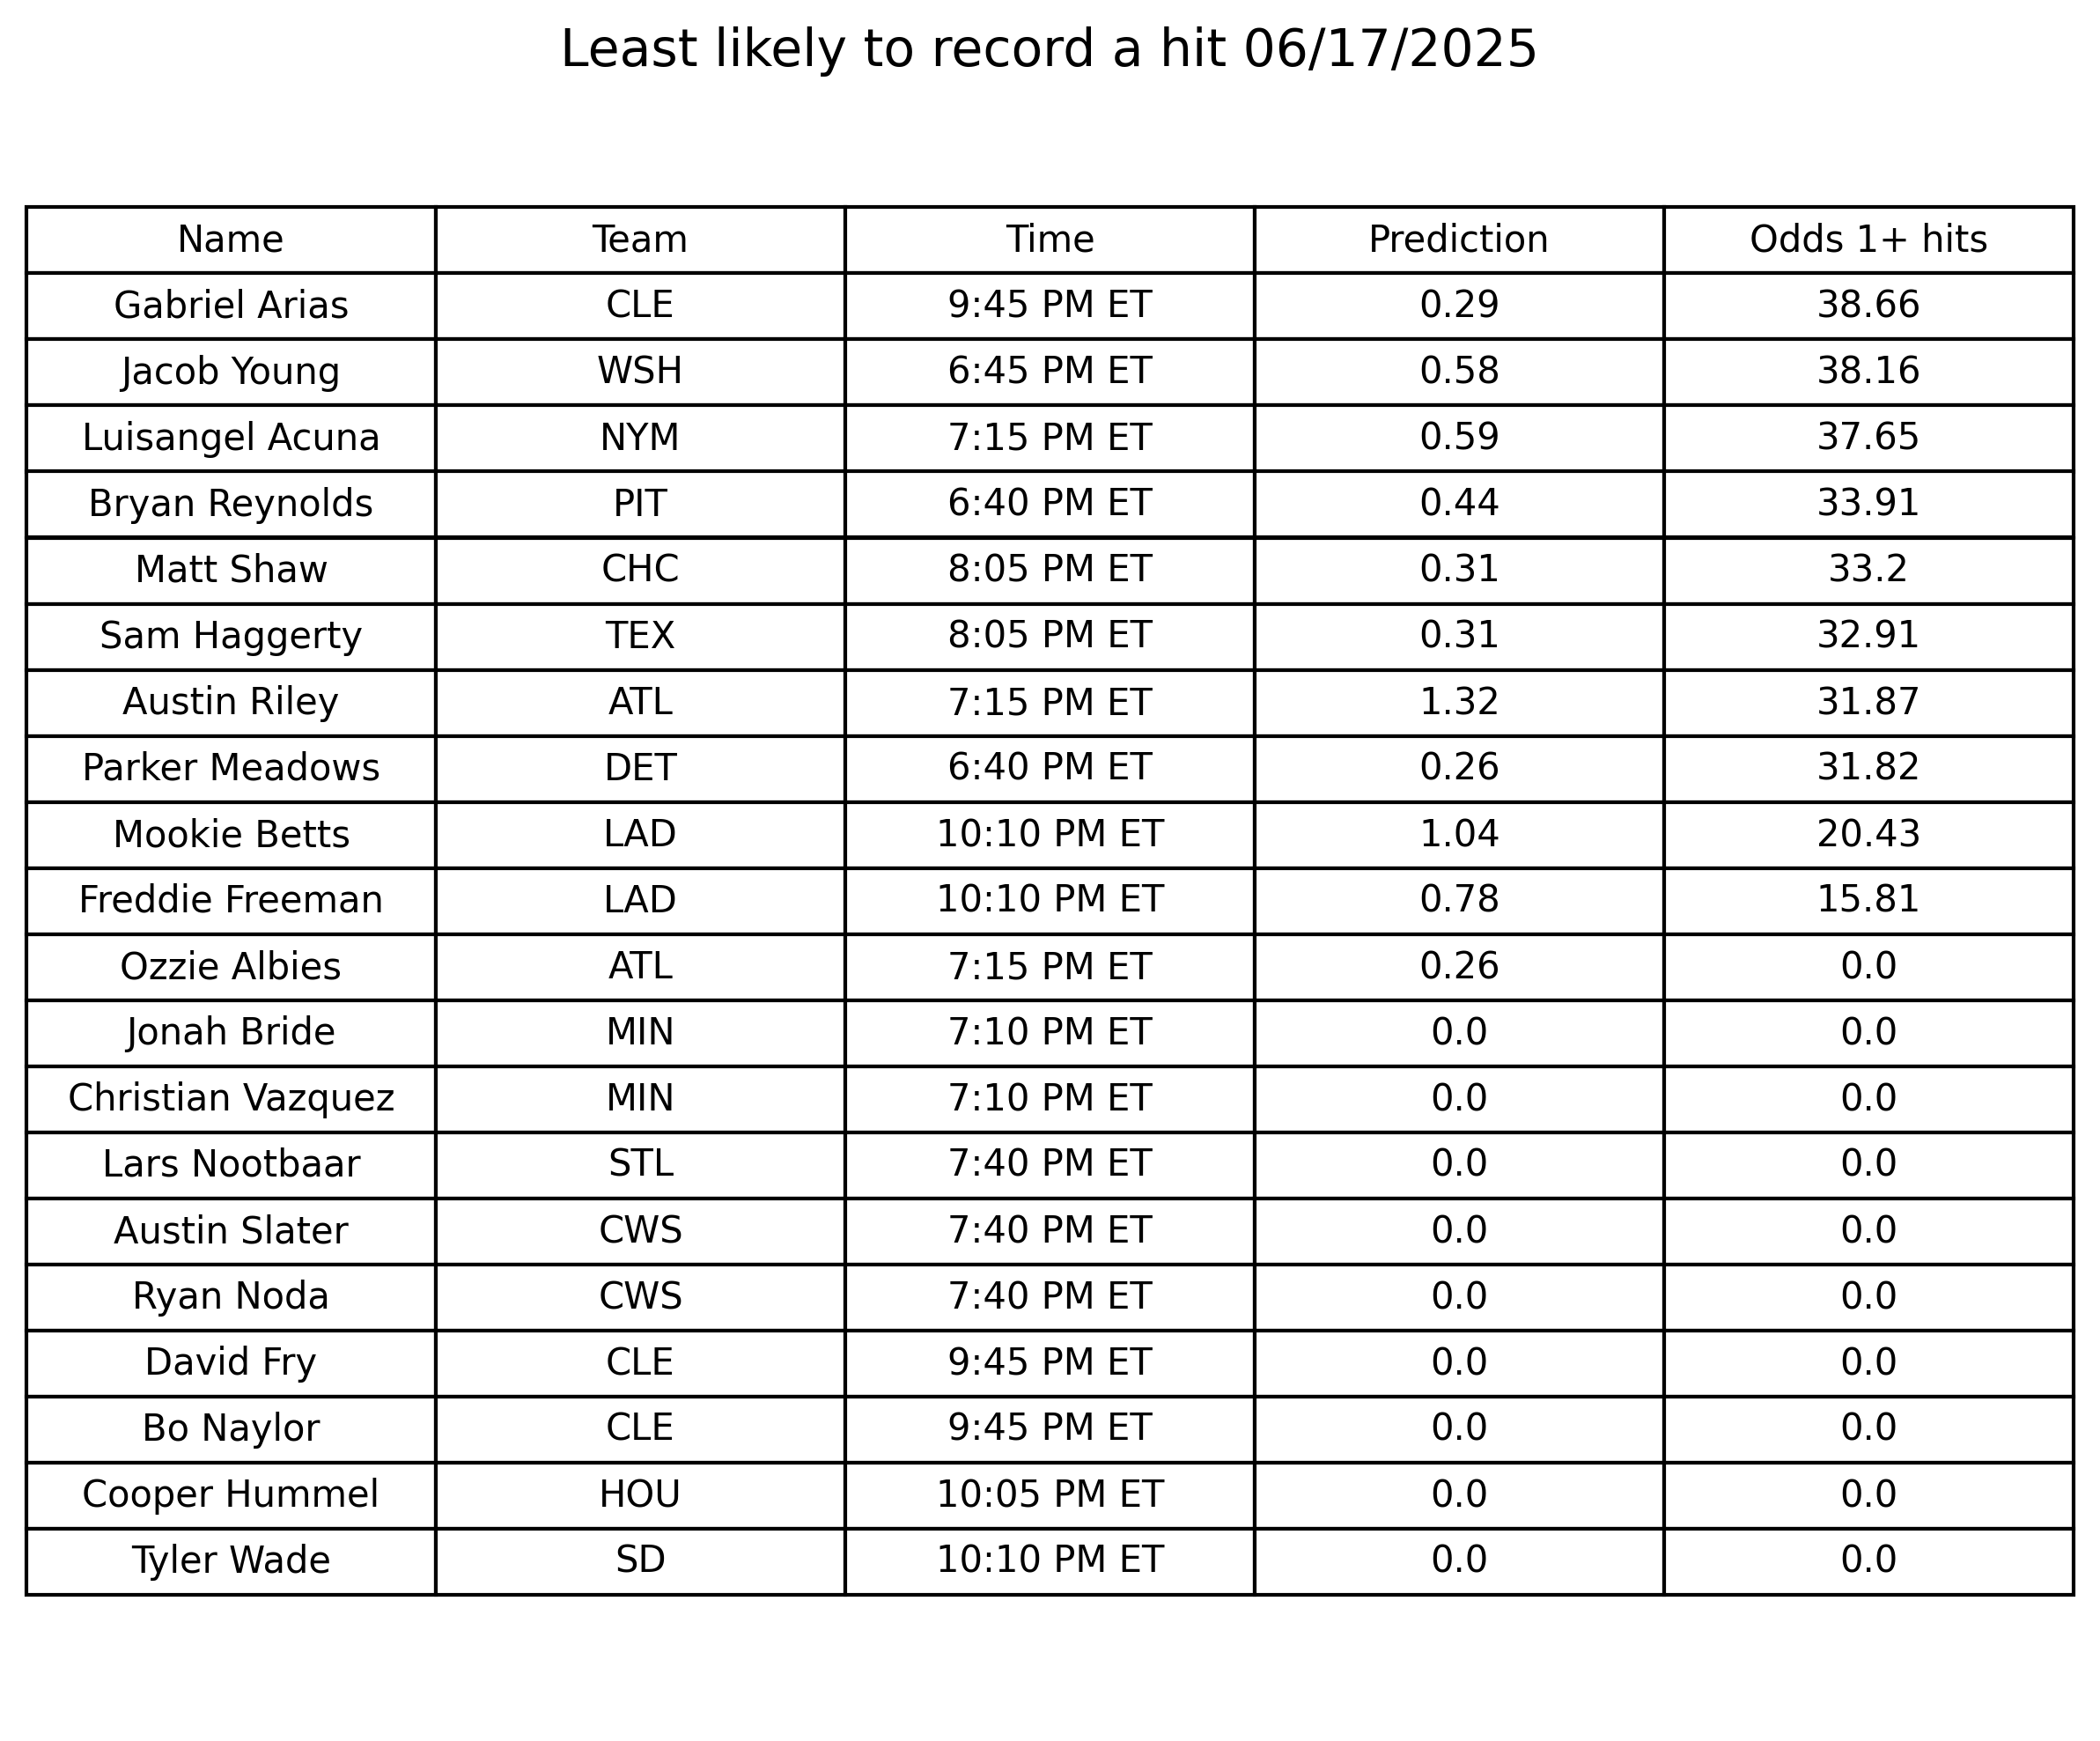 Least likely to record a hit 06/17/2025
Name Team Time Prediction Odds 1+ hits
Gabriel Arias CLE 9:45 PM ET 0.29 38.66
Jacob Young WSH 6:45 PM ET 0.58 38.16
Luisangel Acuna NYM 7:15 PM ET 0.59 37.65
Bryan Reynolds PIT 6:40 PM ET 0.44 33.91
Matt Shaw CHC 8:05 PM ET 0.31 33.2
Sam Haggerty TEX 8:05 PM ET 0.31 32.91
Austin Riley ATL 7:15 PM ET 1.32 31.87
Parker Meadows DET 6:40 PM ET 0.26 31.82
Mookie Betts LAD 10:10 PM ET 1.04 20.43
Freddie Freeman LAD 10:10 PM ET 0.78 15.81
Ozzie Albies ATL 7:15 PM ET 0.26 0.0
Jonah Bride MIN 7:10 PM ET 0.0 0.0
Christian Vazquez MIN 7:10 PM ET 0.0 0.0
Lars Nootbaar STL 7:40 PM ET 0.0 0.0
Austin Slater CWS 7:40 PM ET 0.0 0.0
Ryan Noda CWS 7:40 PM ET 0.0 0.0
David Fry CLE 9:45 PM ET 0.0 0.0
Bo Naylor CLE 9:45 PM ET 0.0 0.0
Cooper Hummel HOU 10:05 PM ET 0.0 0.0
Tyler Wade SD 10:10 PM ET 0.0 0.0